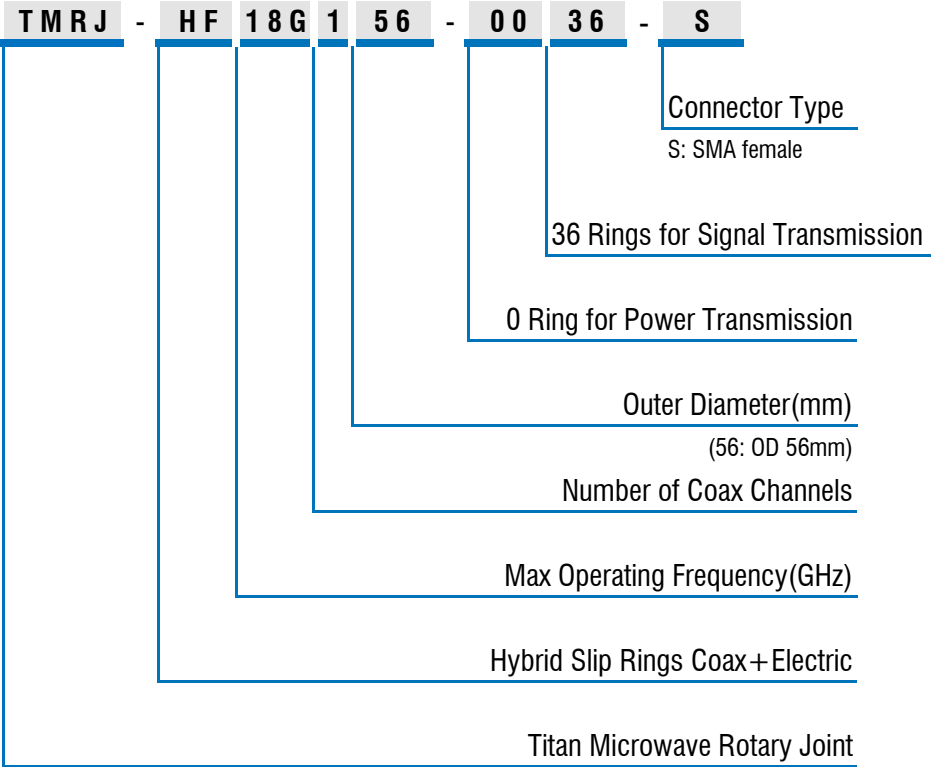 TMRJ - HF 18G 1 56 - 00 36 - S
Connector Type
S: SMA female
36 Rings for Signal Transmission
0 Ring for Power Transmission
Outer Diameter(mm)
(56: OD 56mm)
Number of Coax Channels
Max Operating Frequency(GHz)
Hybrid Slip Rings Coax+Electric
Titan Microwave Rotary Joint